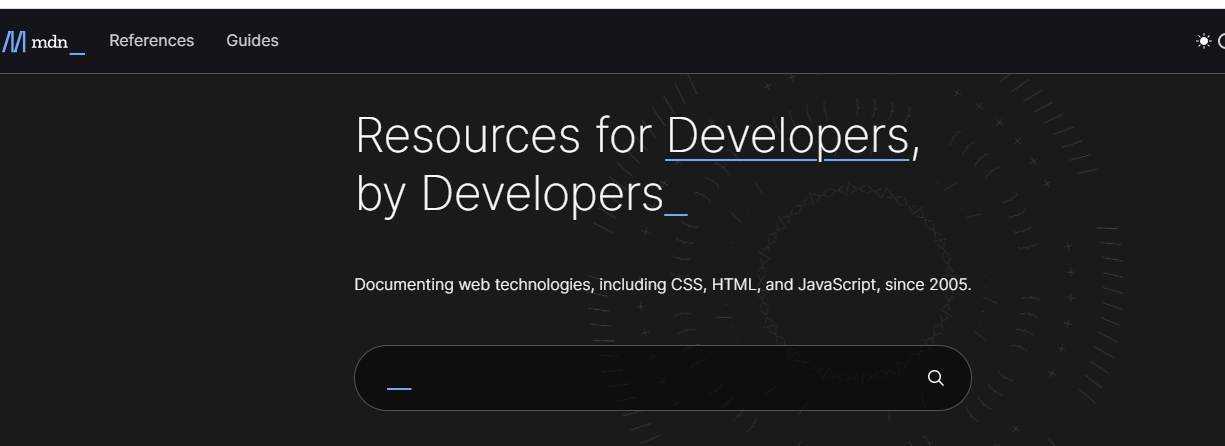 mdn_
References
Guides
Resources for Developers,
by Developers_
Documenting web technologies, including CSS, HTML, and JavaScript, since 2005.